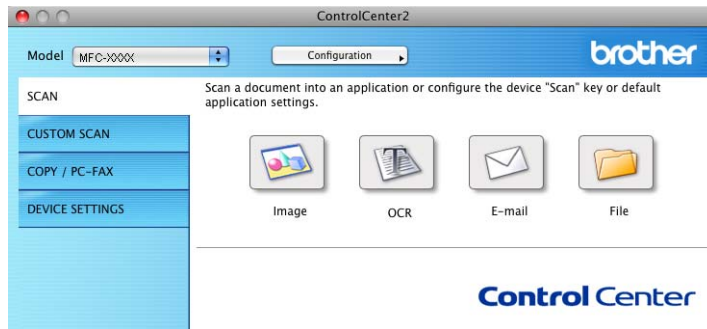 ControlCenter2
Model MFC-XXXX Configuration brother
SCAN
Scan a document into an application or configure the device "Scan" key or default
application settings.
CUSTOM SCAN
COPY / PC-FAX
DEVICE SETTINGS
Image OCR E-mail File
Control Center